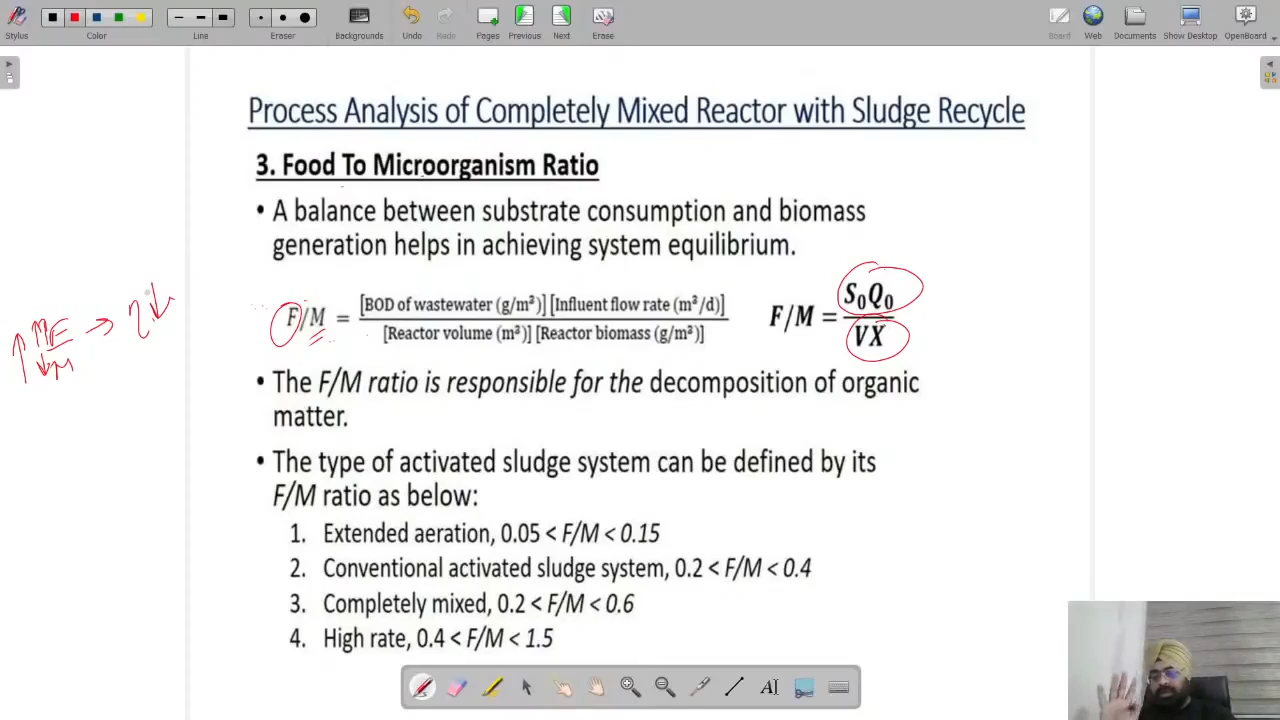 Stylus
Color
Line
Eraser
Backgrounds
Undo
Redo
Pages
Previous
Next
Erase
Board
Web
Documents
Show Desktop
OpenBoard
Process Analysis of Completely Mixed Reactor with Sludge Recycle
3. Food To Microorganism Ratio
• A balance between substrate consumption and biomass
generation helps in achieving system equilibrium.
F/M = [BOD of wastewater (g/m³)] [Influent flow rate (m³/d)]
[Reactor volume (m³)] [Reactor biomass (g/m³)]
F/M = S₀Q₀
VX
η↓
• The F/M ratio is responsible for the decomposition of organic
matter.
• The type of activated sludge system can be defined by its
F/M ratio as below:
1. Extended aeration, 0.05 < F/M < 0.15
2. Conventional activated sludge system, 0.2 < F/M < 0.4
3. Completely mixed, 0.2 < F/M < 0.6
4. High rate, 0.4 < F/M < 1.5